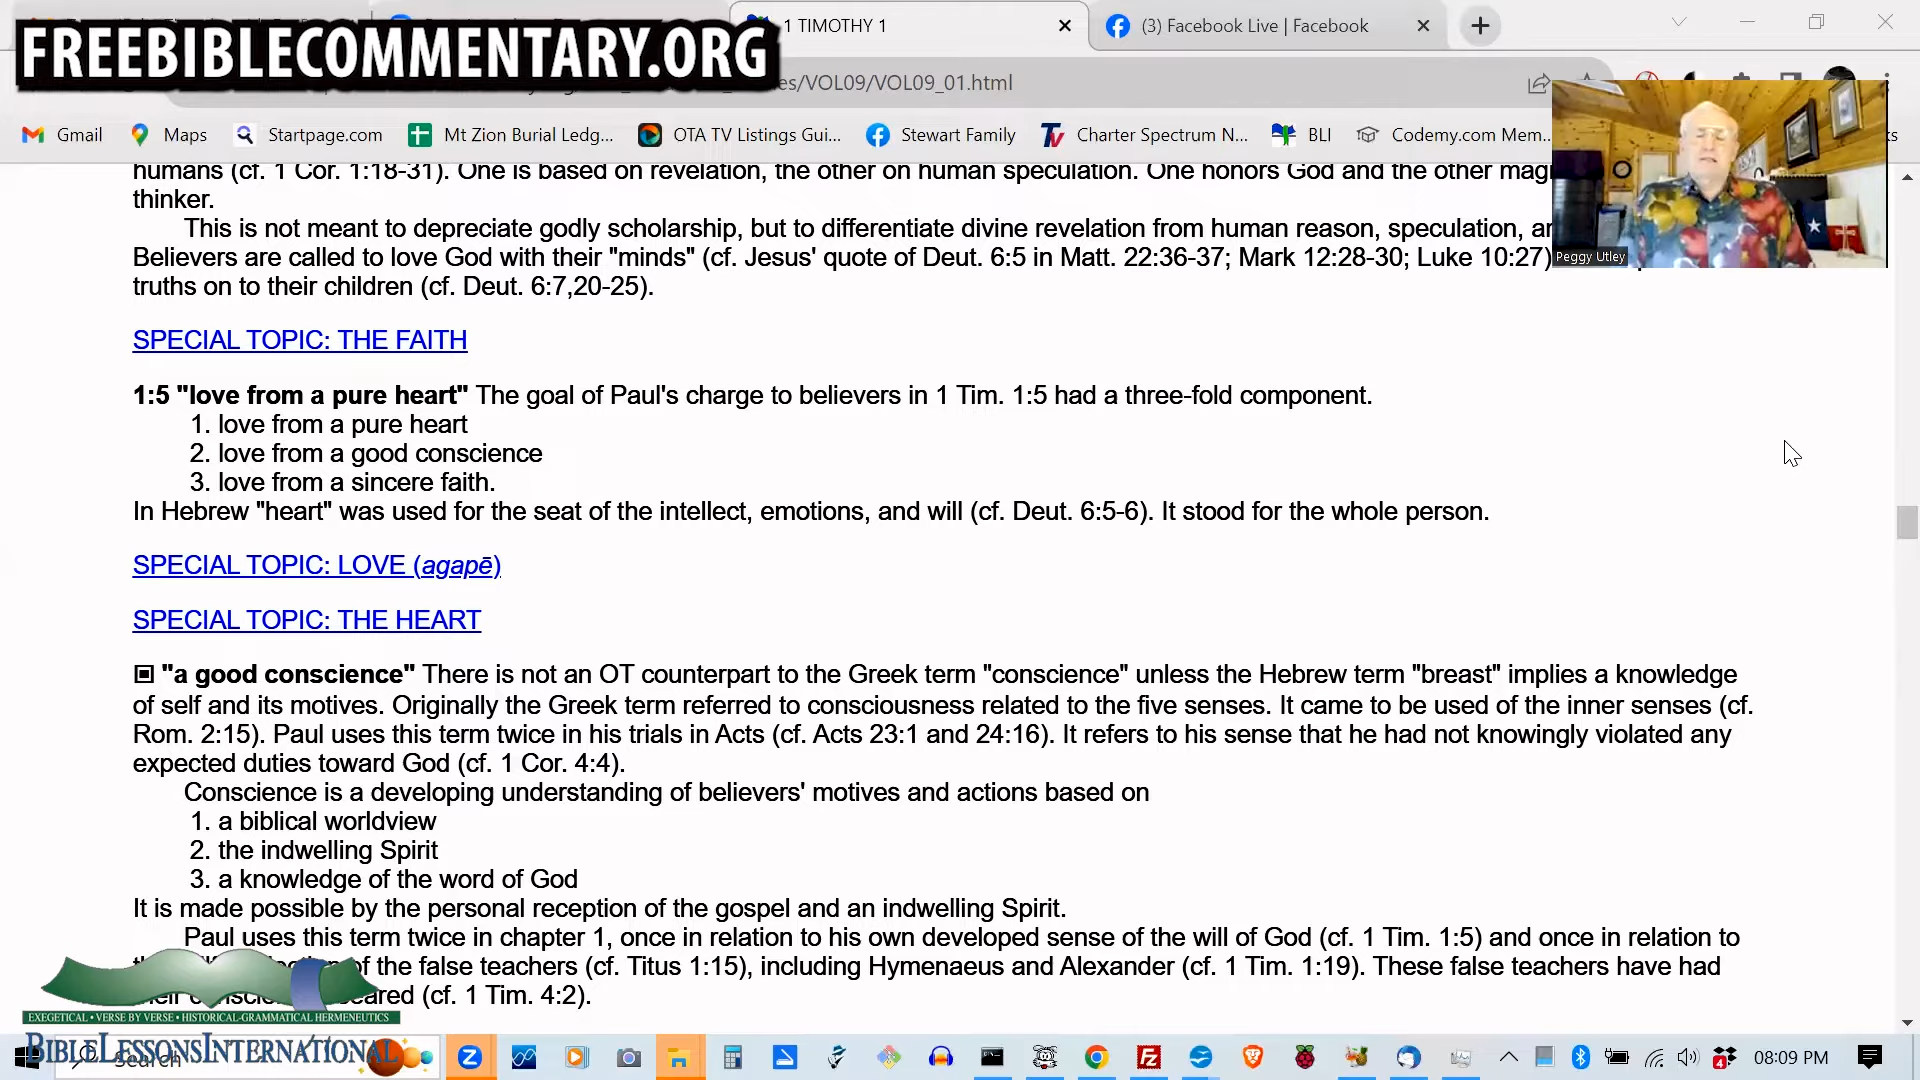 1 TIMOTHY 1
(3) Facebook Live | Facebook
FREEBIBLECOMMENTARY.ORG
es/VOL09/VOL09_01.html
Gmail
Maps
Startpage.com
Mt Zion Burial Ledg...
OTA TV Listings Gui...
Stewart Family
Charter Spectrum N...
BLI
Codemy.com Mem...
ks
humans (cf. 1 Cor. 1:18-31). One is based on revelation, the other on human speculation. One honors God and the other
thinker.
This is not meant to depreciate godly scholarship, but to differentiate divine revelation from human reason, speculation,
Believers are called to love God with their "minds" (cf. Jesus' quote of Deut. 6:5 in Matt. 22:36-37; Mark 12:28-30; Luke 10:27)
truths on to their children (cf. Deut. 6:7,20-25).
Peggy Utley
SPECIAL TOPIC: THE FAITH
1:5 "love from a pure heart" The goal of Paul's charge to believers in 1 Tim. 1:5 had a three-fold component.
1. love from a pure heart
2. love from a good conscience
3. love from a sincere faith.
In Hebrew "heart" was used for the seat of the intellect, emotions, and will (cf. Deut. 6:5-6). It stood for the whole person.
SPECIAL TOPIC: LOVE (agapē)
SPECIAL TOPIC: THE HEART
"a good conscience" There is not an OT counterpart to the Greek term "conscience" unless the Hebrew term "breast" implies a knowledge
of self and its motives. Originally the Greek term referred to consciousness related to the five senses. It came to be used of the inner senses (cf.
Rom. 2:15). Paul uses this term twice in his trials in Acts (cf. Acts 23:1 and 24:16). It refers to his sense that he had not knowingly violated any
expected duties toward God (cf. 1 Cor. 4:4).
Conscience is a developing understanding of believers' motives and actions based on
1. a biblical worldview
2. the indwelling Spirit
3. a knowledge of the word of God
It is made possible by the personal reception of the gospel and an indwelling Spirit.
Paul uses this term twice in chapter 1, once in relation to his own developed sense of the will of God (cf. 1 Tim. 1:5) and once in relation to
of the false teachers (cf. Titus 1:15), including Hymenaeus and Alexander (cf. 1 Tim. 1:19). These false teachers have had
(cf. 1 Tim. 4:2).
EXEGETICAL • VERSE BY VERSE • HISTORICAL-GRAMMATICAL HERMENEUTICS
BIBLELESSONSINTERNATIONAL
Search
4
08:09 PM